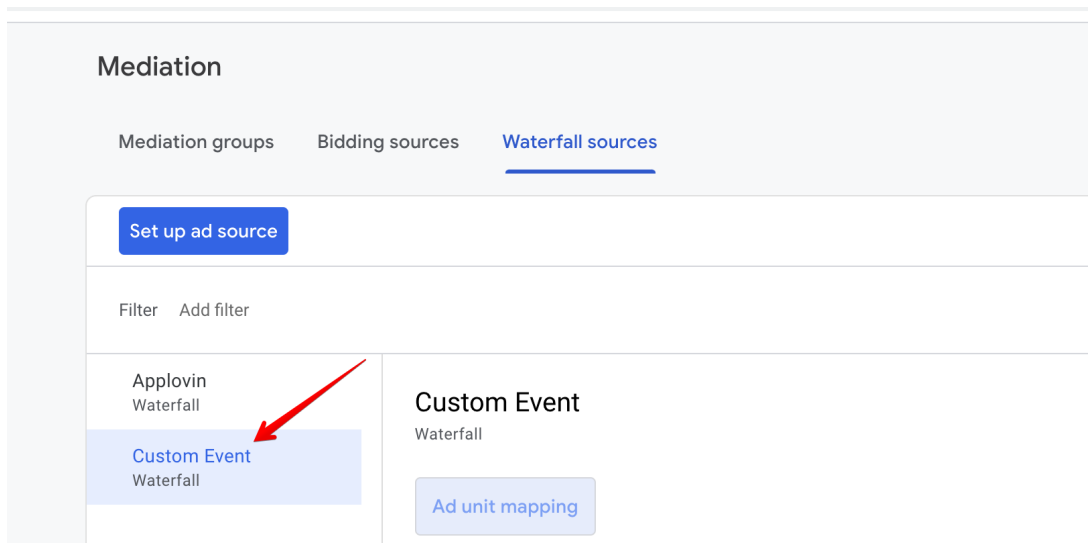 Mediation
Mediation groups Bidding sources Waterfall sources
Set up ad source
Filter Add filter
Applovin
Waterfall
Custom Event
Waterfall
Custom Event
Waterfall
Ad unit mapping